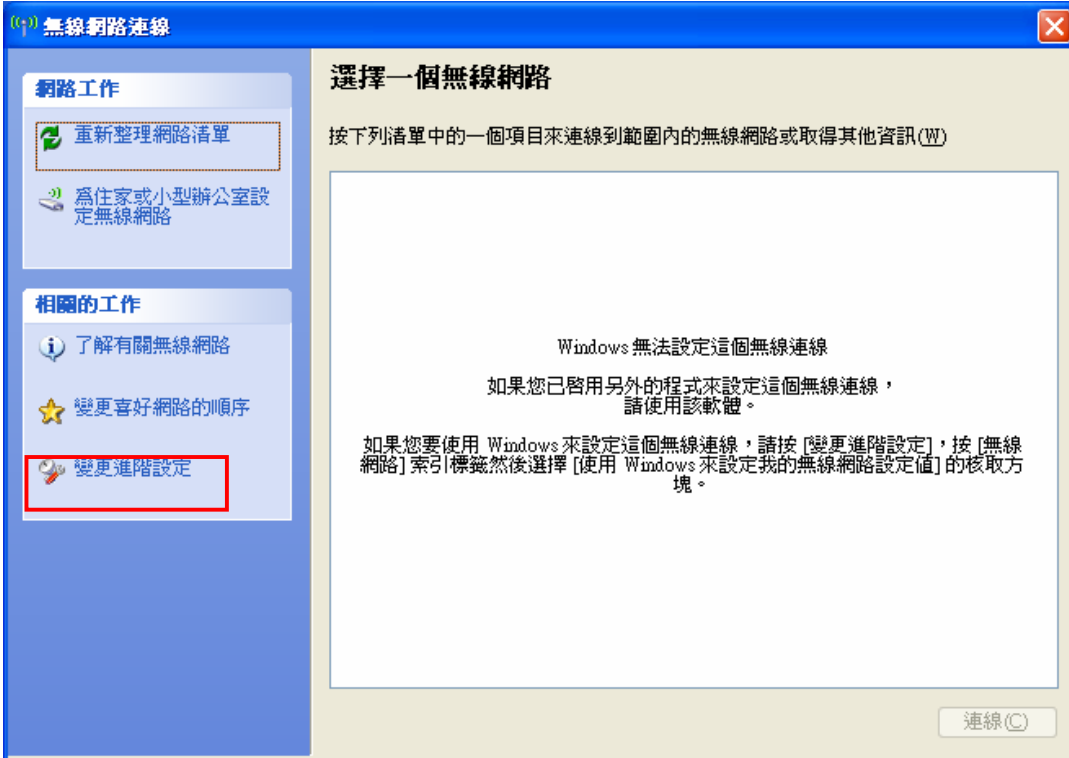 無線網路連線
網路工作
重新整理網路清單
為住家或小型辦公室設
定無線網路
相關的工作
了解有關無線網路
變更喜好網路的順序
變更進階設定
選擇一個無線網路
按下列清單中的一個項目來連線到範圍內的無線網路或取得其他資訊(W)
Windows 無法設定這個無線連線
如果您已啓用另外的程式來設定這個無線連線，
請使用該軟體。
如果您要使用 Windows 來設定這個無線連線，請按 [變更進階設定]，按 [無線
網路] 索引標籤然後選擇 [使用 Windows 來設定我的無線網路設定值] 的核取方
塊。
連線(C)